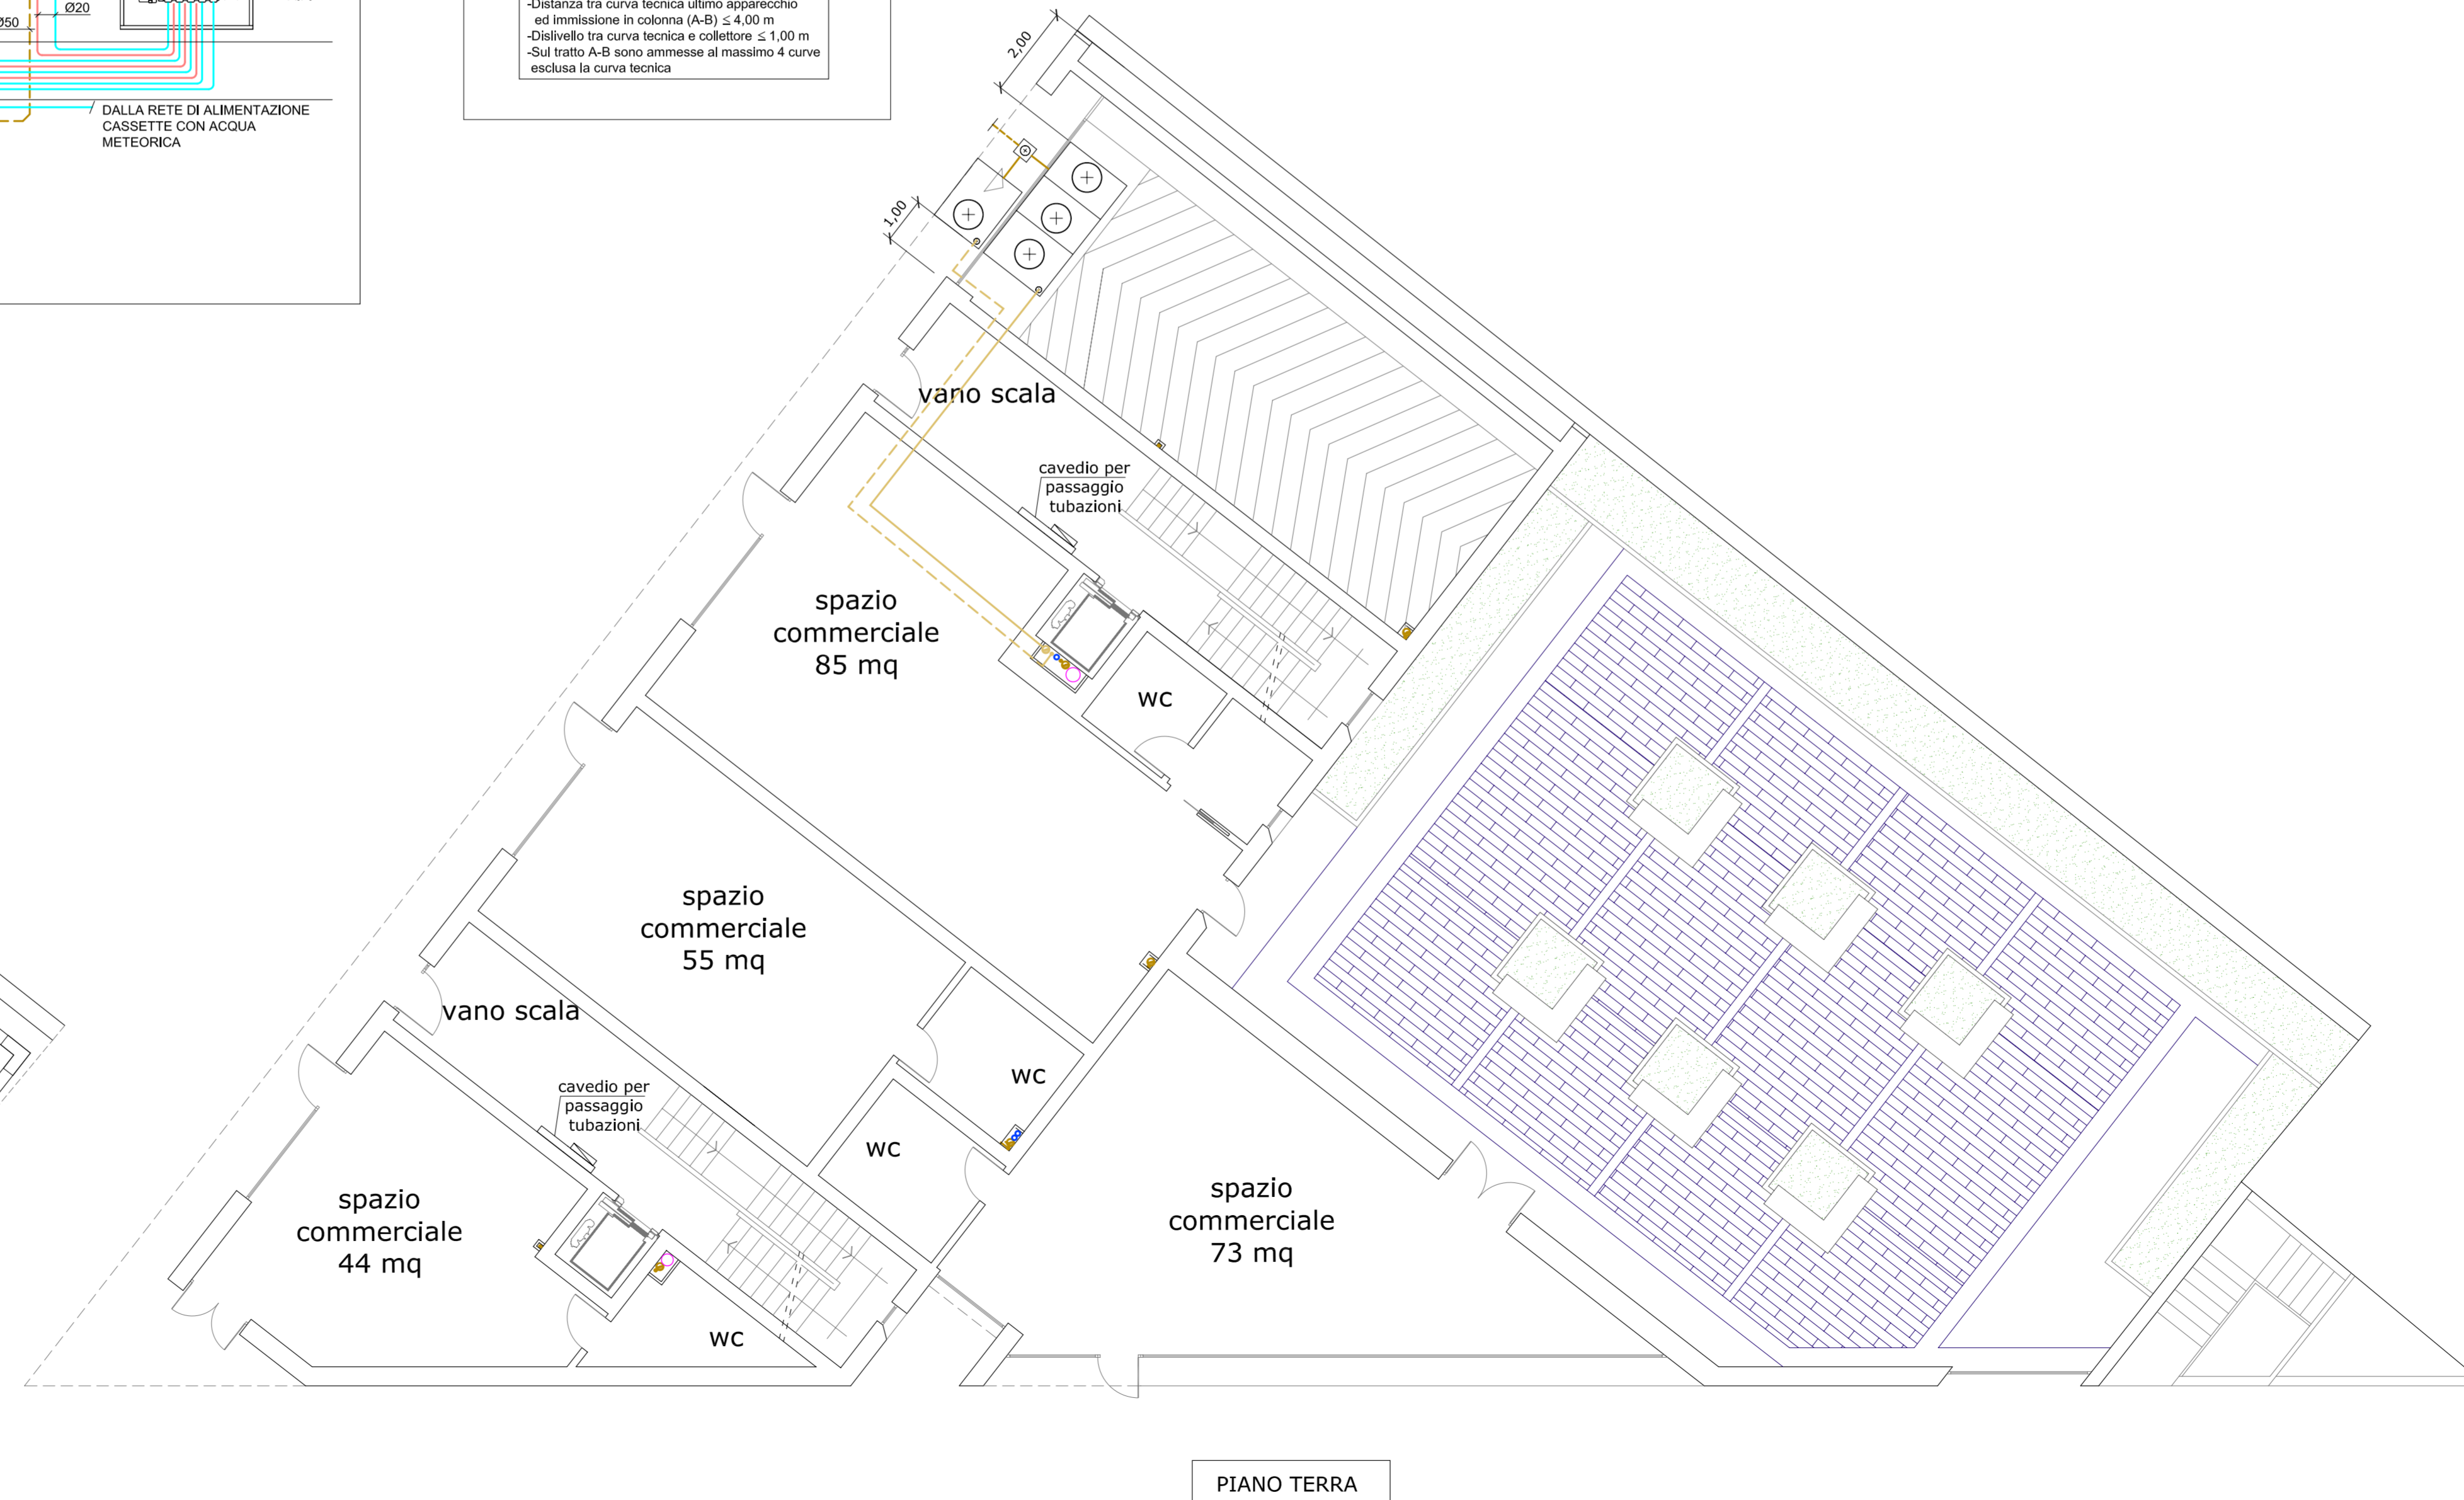 Ø50
Ø20
DALLA RETE DI ALIMENTAZIONE
CASSETTE CON ACQUA
METEORICA
-Distanza tra curva tecnica ultimo apparecchio
ed immissione in colonna (A-B) ≤ 4,00 m
-Dislivello tra curva tecnica e collettore ≤ 1,00 m
-Sul tratto A-B sono ammesse al massimo 4 curve
esclusa la curva tecnica
2,00
1,00
vano scala
cavedio per
passaggio
tubazioni
spazio
commerciale
85 mq
wc
spazio
commerciale
55 mq
vano scala
wc
cavedio per
passaggio
tubazioni
wc
spazio
commerciale
44 mq
spazio
commerciale
73 mq
wc
PIANO TERRA